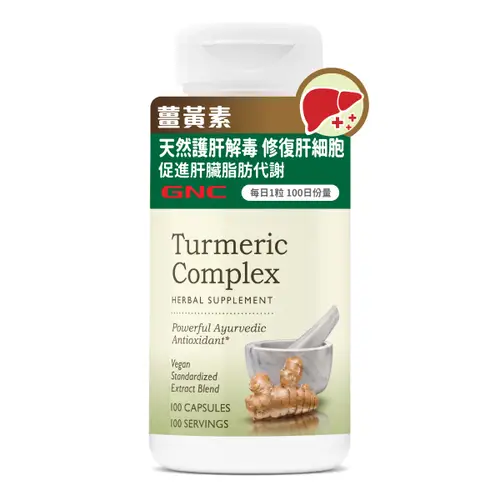 薑黃素
天然護肝解毒 修復肝細胞
促進肝臟脂肪代謝
GNC 每日1粒 100日份量
Turmeric
Complex
HERBAL SUPPLEMENT
Powerful Ayurvedic
Antioxidant*
Vegan
Standardized
Extract Blend
100 CAPSULES
100 SERVINGS